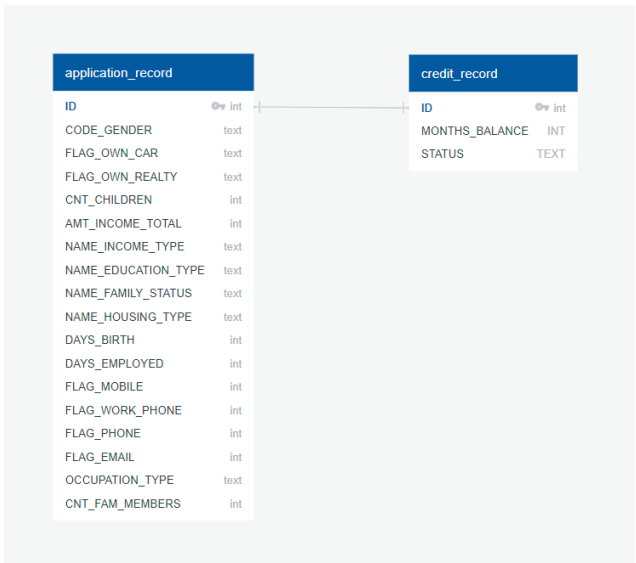 application_record
ID int
CODE_GENDER text
FLAG_OWN_CAR text
FLAG_OWN_REALTY text
CNT_CHILDREN int
AMT_INCOME_TOTAL int
NAME_INCOME_TYPE text
NAME_EDUCATION_TYPE text
NAME_FAMILY_STATUS text
NAME_HOUSING_TYPE text
DAYS_BIRTH int
DAYS_EMPLOYED int
FLAG_MOBILE int
FLAG_WORK_PHONE int
FLAG_PHONE int
FLAG_EMAIL int
OCCUPATION_TYPE text
CNT_FAM_MEMBERS int
credit_record
ID int
MONTHS_BALANCE INT
STATUS TEXT